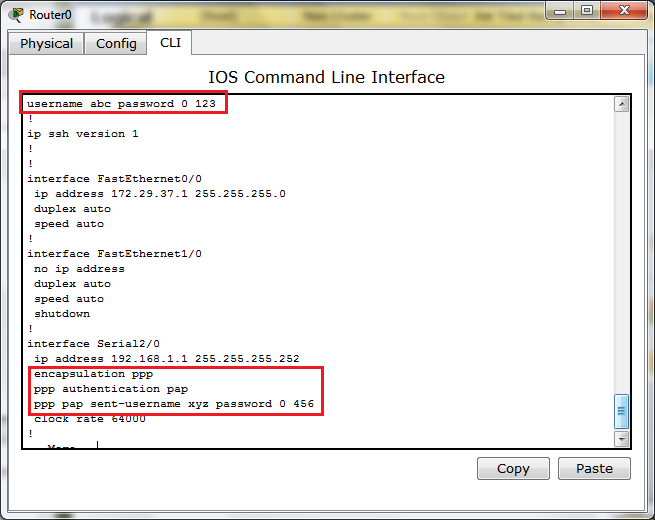 Router0
Physical Config CLI
IOS Command Line Interface
username abc password 0 123
!
ip ssh version 1
!
!
interface FastEthernet0/0
ip address 172.29.37.1 255.255.255.0
duplex auto
speed auto
!
interface FastEthernet1/0
no ip address
duplex auto
speed auto
shutdown
!
interface Serial2/0
ip address 192.168.1.1 255.255.255.252
encapsulation ppp
ppp authentication pap
ppp pap sent-username xyz password 0 456
clock rate 64000
!
Copy Paste